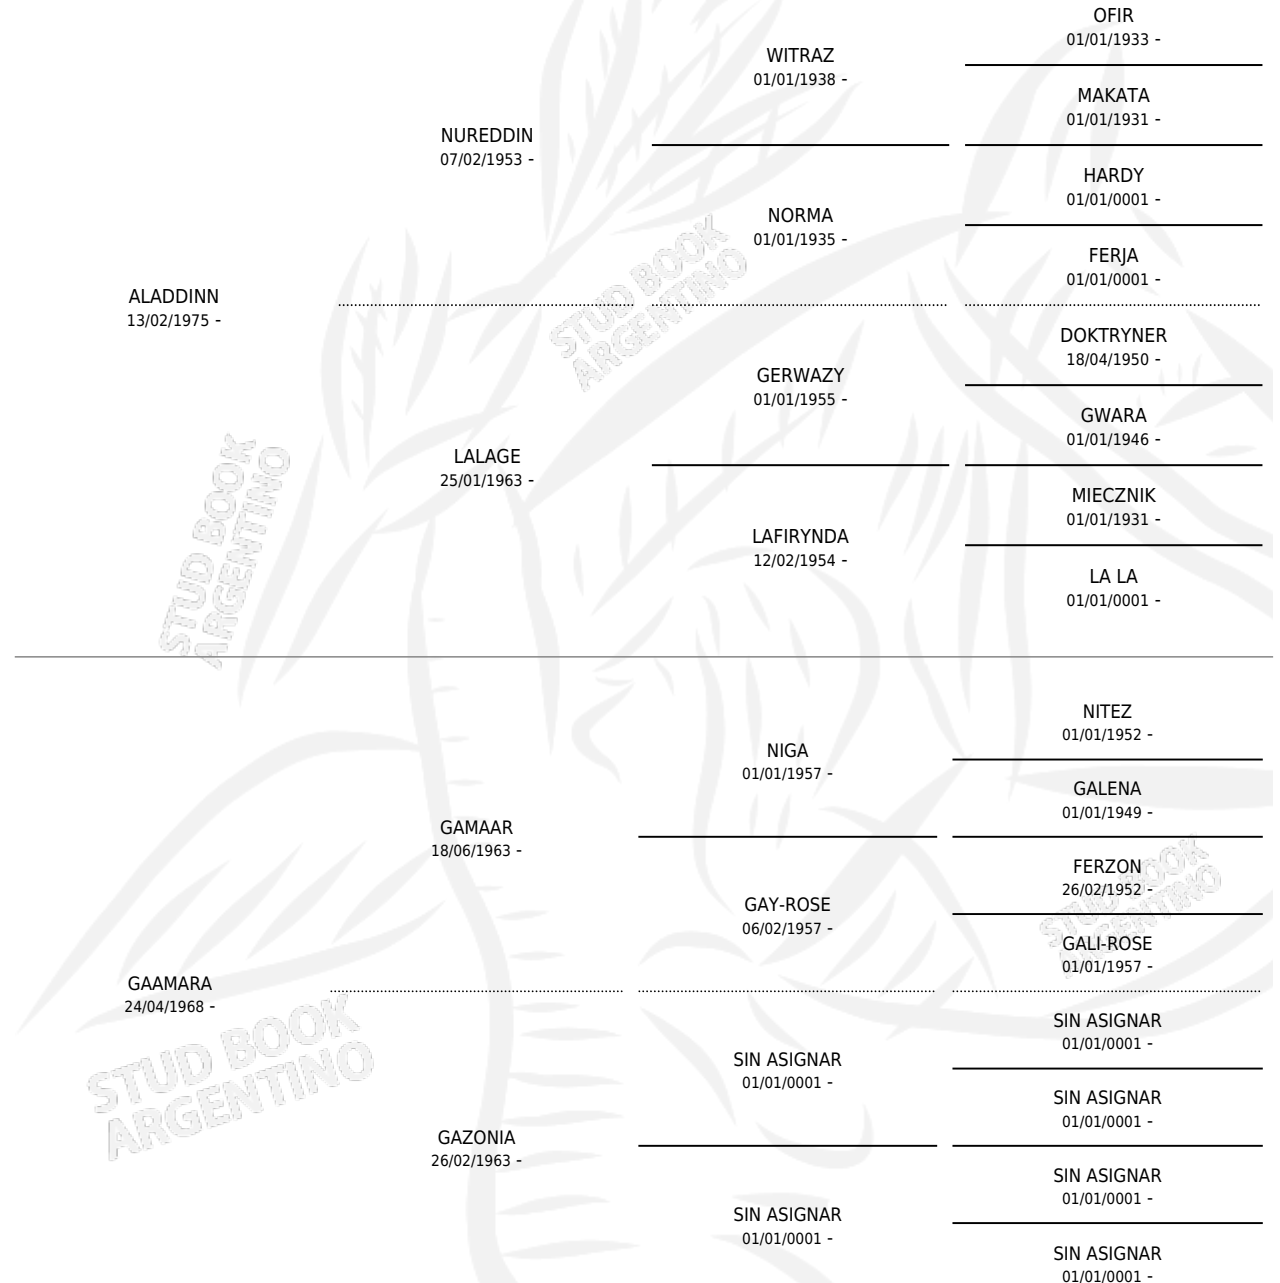 OFIR
01/01/1933 -
WITRAZ
01/01/1938 -
MAKATA
01/01/1931 -
NUREDDIN
07/02/1953 -
HARDY
01/01/0001 -
NORMA
01/01/1935 -
FERJA
01/01/0001 -
ALADDINN
13/02/1975 -
DOKTRYNER
18/04/1950 -
GERWAZY
01/01/1955 -
GWARA
01/01/1946 -
LALAGE
25/01/1963 -
MIECZNIK
01/01/1931 -
LAFIRYNDA
12/02/1954 -
LA LA
01/01/0001 -
STUD BOOK
ARGENTINO
STUD BOOK
ARGENTINO
NITEZ
01/01/1952 -
NIGA
01/01/1957 -
GALENA
01/01/1949 -
GAMAAR
18/06/1963 -
FERZON
26/02/1952 -
GAY-ROSE
06/02/1957 -
GALI-ROSE
01/01/1957 -
GAAMARA
24/04/1968 -
SIN ASIGNAR
01/01/0001 -
SIN ASIGNAR
01/01/0001 -
SIN ASIGNAR
01/01/0001 -
GAZONIA
26/02/1963 -
SIN ASIGNAR
01/01/0001 -
SIN ASIGNAR
01/01/0001 -
SIN ASIGNAR
01/01/0001 -
STUD BOOK
ARGENTINO
STUD BOOK
ARGENTINO